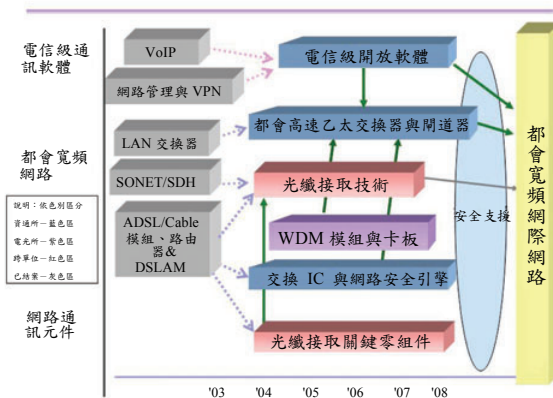 電信級通
訊軟體
VoIP
網路管理與 VPN
電信級開放軟體
都會高速乙太交換器與閘道器
LAN 交換器
都會寬頻
網路
SONET/SDH
光纖接取技術
說明：依色別區分
資通所－藍色區
電光所－紫色區
跨單位－紅色區
已結案－灰色區
ADSL/Cable
模組、路由
器&
DSLAM
WDM 模組與卡板
安全支援
交換 IC 與網路安全引擎
網路通
訊元件
光纖接取關鍵零組件
都會寬頻網際網路
'03 '04 '05 '06 '07 '08